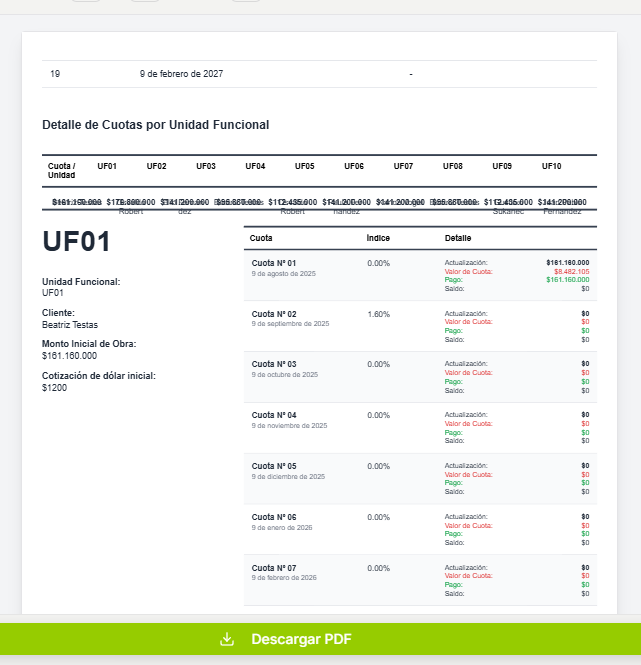 19 9 de febrero de 2027 -
Detalle de Cuotas por Unidad Funcional
Cuota / Unidad UF01 UF02 UF03 UF04 UF05 UF06 UF07 UF08 UF09 UF10
$161.160.000 $176.800.000 $141.200.000 $95.680.000 $112.435.000 $141.200.000 $141.200.000 $95.680.000 $112.435.000 $141.200.000
Robert dez Robert nandez Sukanec Fernandez
UF01
Unidad Funcional:
UF01
Cliente:
Beatriz Testas
Monto Inicial de Obra:
$161.160.000
Cotización de dólar inicial:
$1200
Cuota Índice Detalle
Cuota Nº 01 0.00% Actualización: $161.160.000
9 de agosto de 2025 Valor de Cuota: $8.482.105
Pago: $161.160.000
Saldo: $0
Cuota Nº 02 1.60% Actualización: $0
9 de septiembre de 2025 Valor de Cuota: $0
Pago: $0
Saldo: $0
Cuota Nº 03 0.00% Actualización: $0
9 de octubre de 2025 Valor de Cuota: $0
Pago: $0
Saldo: $0
Cuota Nº 04 0.00% Actualización: $0
9 de noviembre de 2025 Valor de Cuota: $0
Pago: $0
Saldo: $0
Cuota Nº 05 0.00% Actualización: $0
9 de diciembre de 2025 Valor de Cuota: $0
Pago: $0
Saldo: $0
Cuota Nº 06 0.00% Actualización: $0
9 de enero de 2026 Valor de Cuota: $0
Pago: $0
Saldo: $0
Cuota Nº 07 0.00% Actualización: $0
9 de febrero de 2026 Valor de Cuota: $0
Pago: $0
Saldo: $0
Descargar PDF